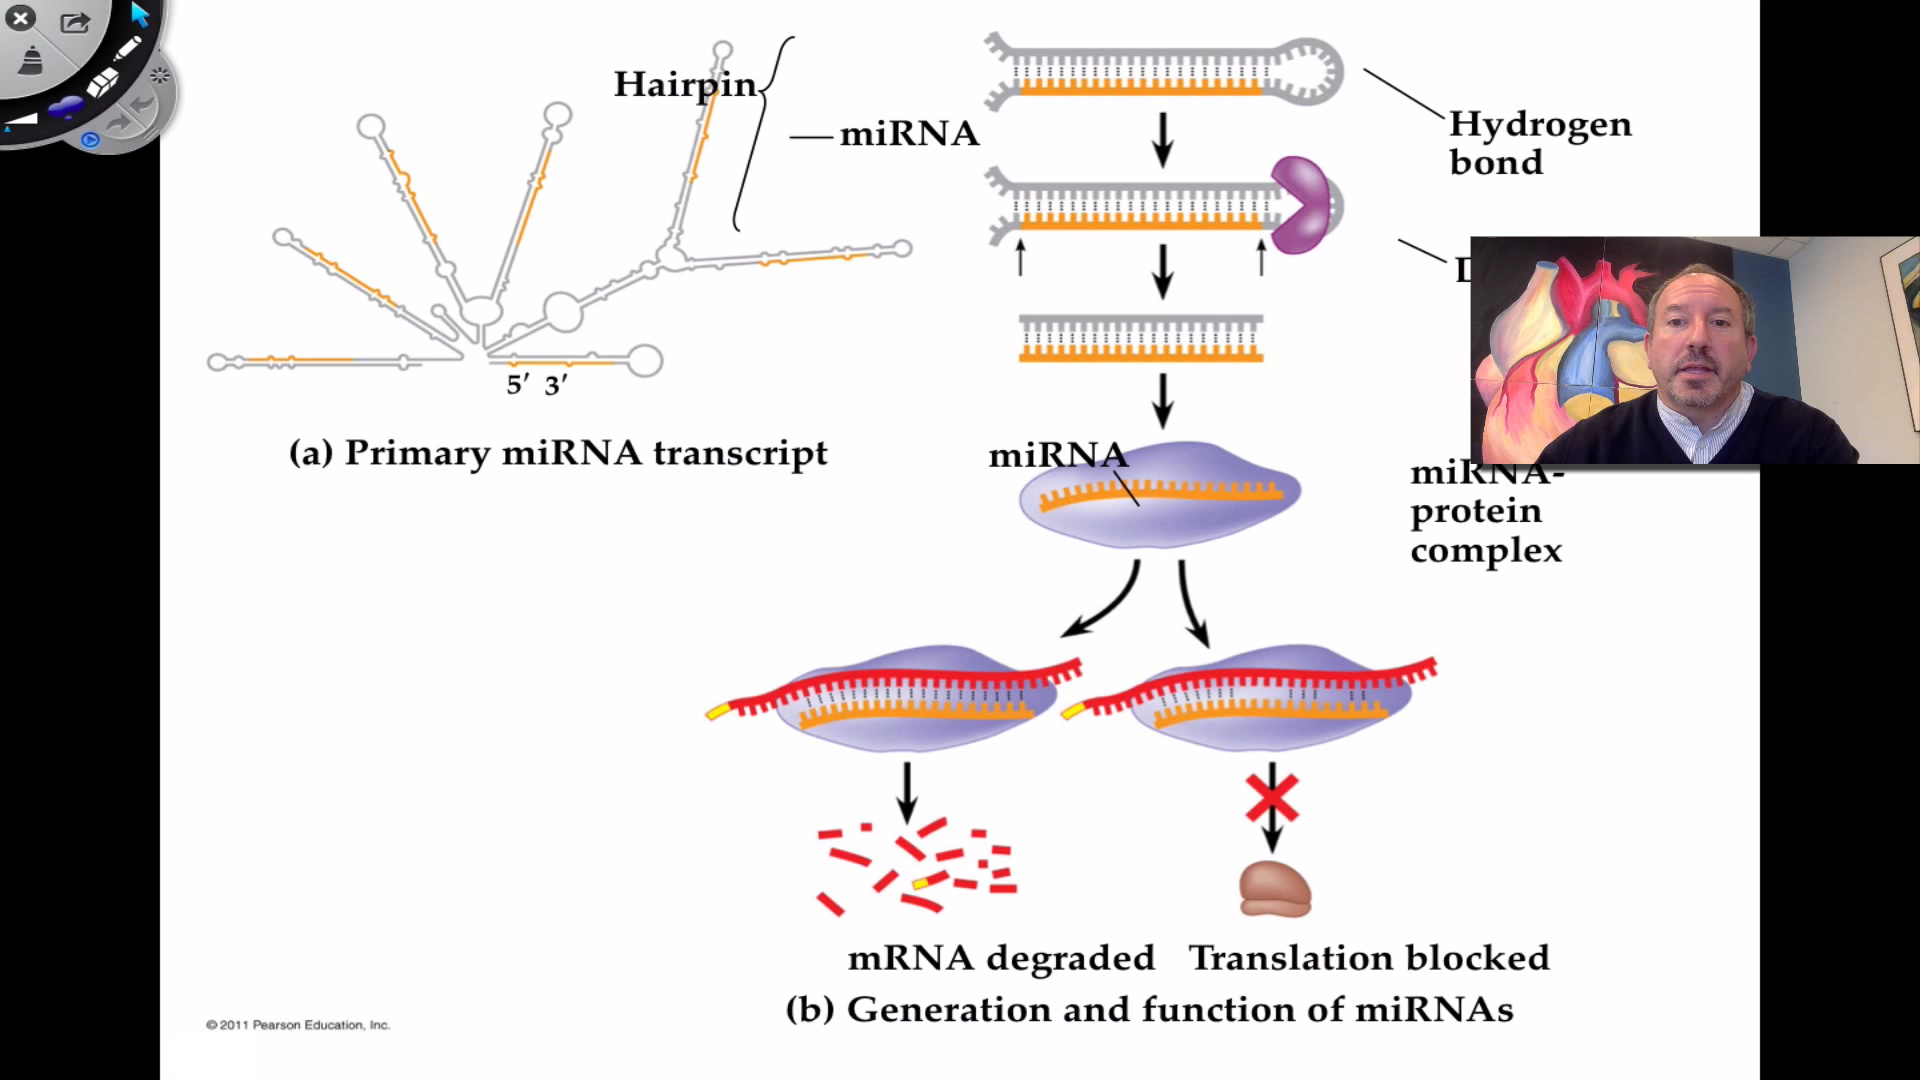 Hairpin
miRNA
Hydrogen
bond
5′ 3′
(a) Primary miRNA transcript
miRNA
miRNA-
protein
complex
mRNA degraded
Translation blocked
(b) Generation and function of miRNAs
© 2011 Pearson Education, Inc.